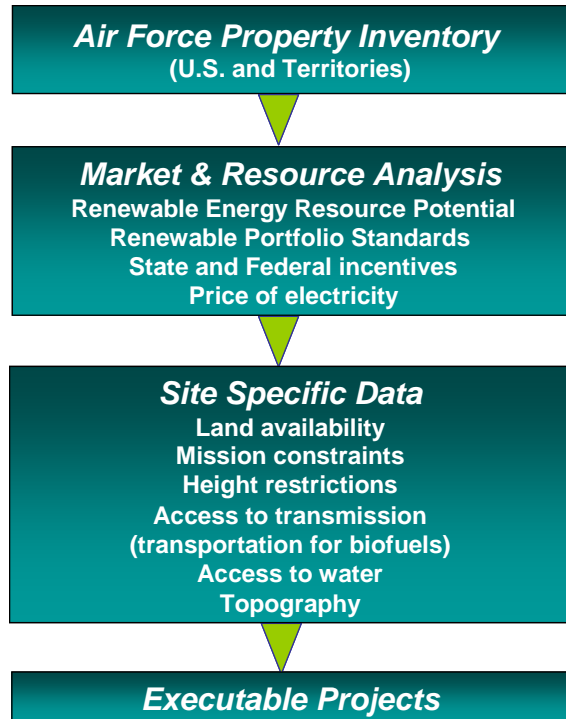 Air Force Property Inventory
(U.S. and Territories)
Market & Resource Analysis
Renewable Energy Resource Potential
Renewable Portfolio Standards
State and Federal incentives
Price of electricity
Site Specific Data
Land availability
Mission constraints
Height restrictions
Access to transmission
(transportation for biofuels)
Access to water
Topography
Executable Projects